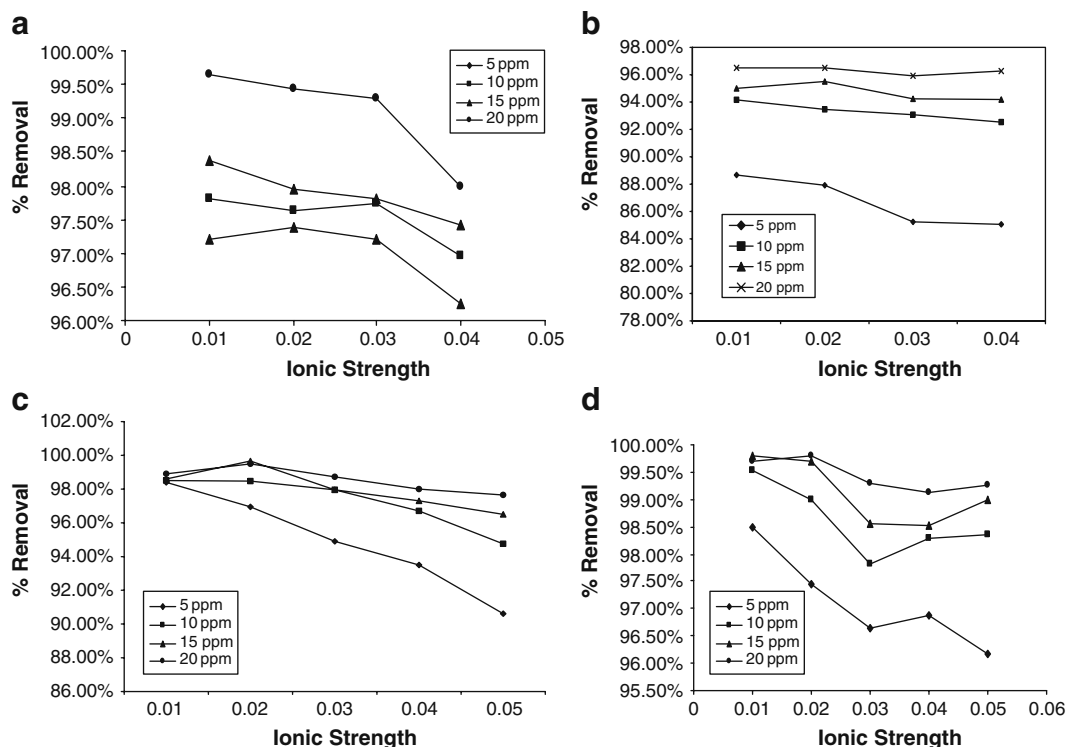 a
100.00%
99.50%
99.00%
98.50%
98.00%
97.50%
97.00%
96.50%
96.00%
% Removal
0
0.01
0.02
0.03
0.04
0.05
Ionic Strength
5 ppm
10 ppm
15 ppm
20 ppm
b
98.00%
96.00%
94.00%
92.00%
90.00%
88.00%
86.00%
84.00%
82.00%
80.00%
78.00%
% Removal
0.01
0.02
0.03
0.04
Ionic Strength
5 ppm
10 ppm
15 ppm
20 ppm
c
102.00%
100.00%
98.00%
96.00%
94.00%
92.00%
90.00%
88.00%
86.00%
% Removal
0.01
0.02
0.03
0.04
0.05
Ionic Strength
5 ppm
10 ppm
15 ppm
20 ppm
d
100.00%
99.50%
99.00%
98.50%
98.00%
97.50%
97.00%
96.50%
96.00%
95.50%
% Removal
0
0.01
0.02
0.03
0.04
0.05
0.06
Ionic Strength
5 ppm
10 ppm
15 ppm
20 ppm